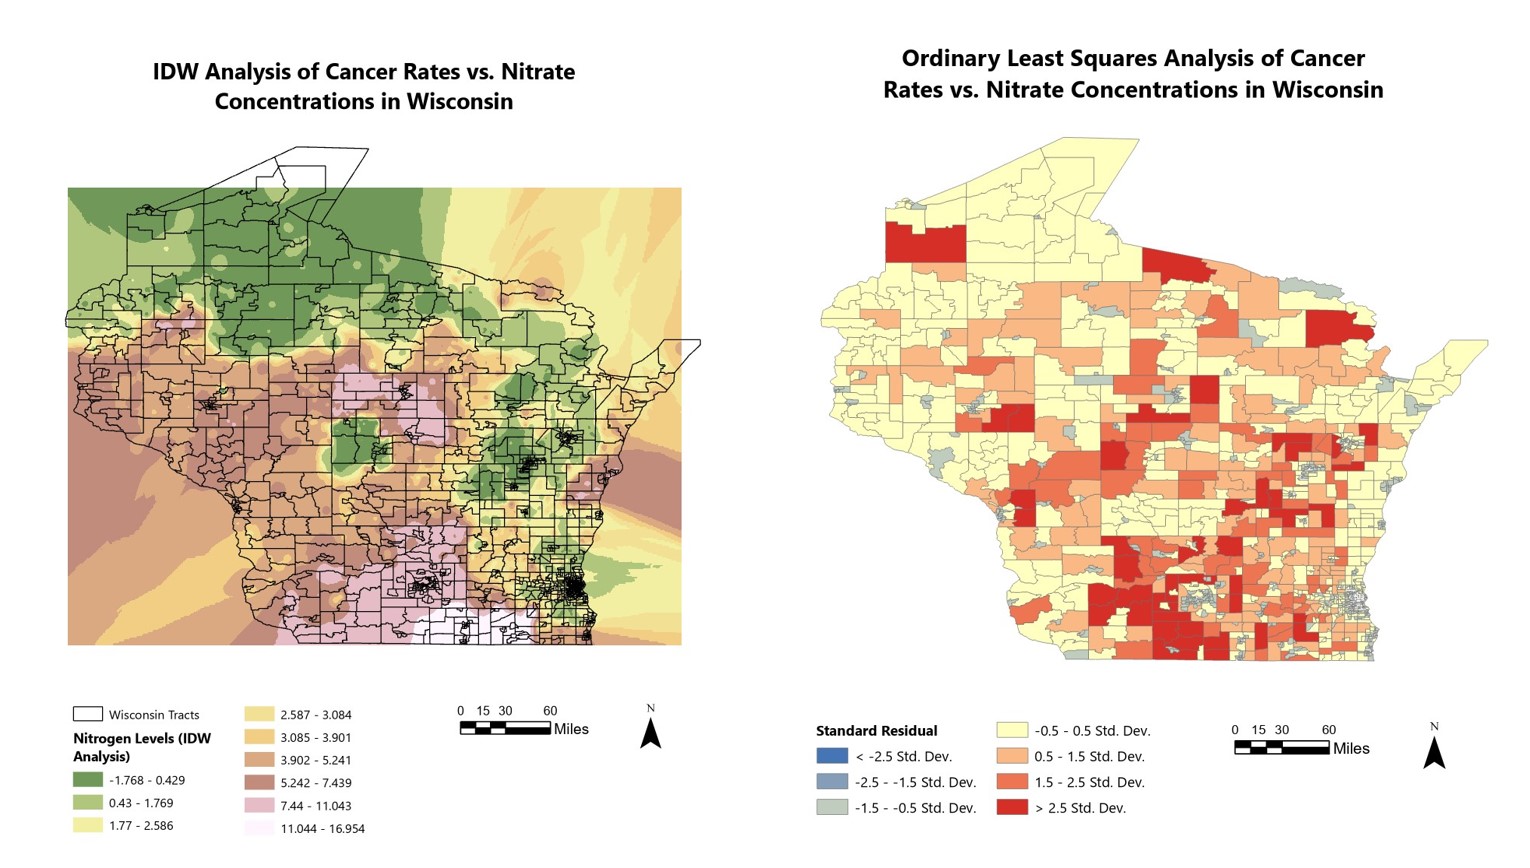 IDW Analysis of Cancer Rates vs. Nitrate
Concentrations in Wisconsin
Ordinary Least Squares Analysis of Cancer
Rates vs. Nitrate Concentrations in Wisconsin
Wisconsin Tracts
Nitrogen Levels (IDW
Analysis)
-1.768 - 0.429
0.43 - 1.769
1.77 - 2.586
2.587 - 3.084
3.085 - 3.901
3.902 - 5.241
5.242 - 7.439
7.44 - 11.043
11.044 - 16.954
0 15 30 60
Miles
N
Standard Residual
< -2.5 Std. Dev.
-2.5 - -1.5 Std. Dev.
-1.5 - -0.5 Std. Dev.
-0.5 - 0.5 Std. Dev.
0.5 - 1.5 Std. Dev.
1.5 - 2.5 Std. Dev.
> 2.5 Std. Dev.
0 15 30 60
Miles
N